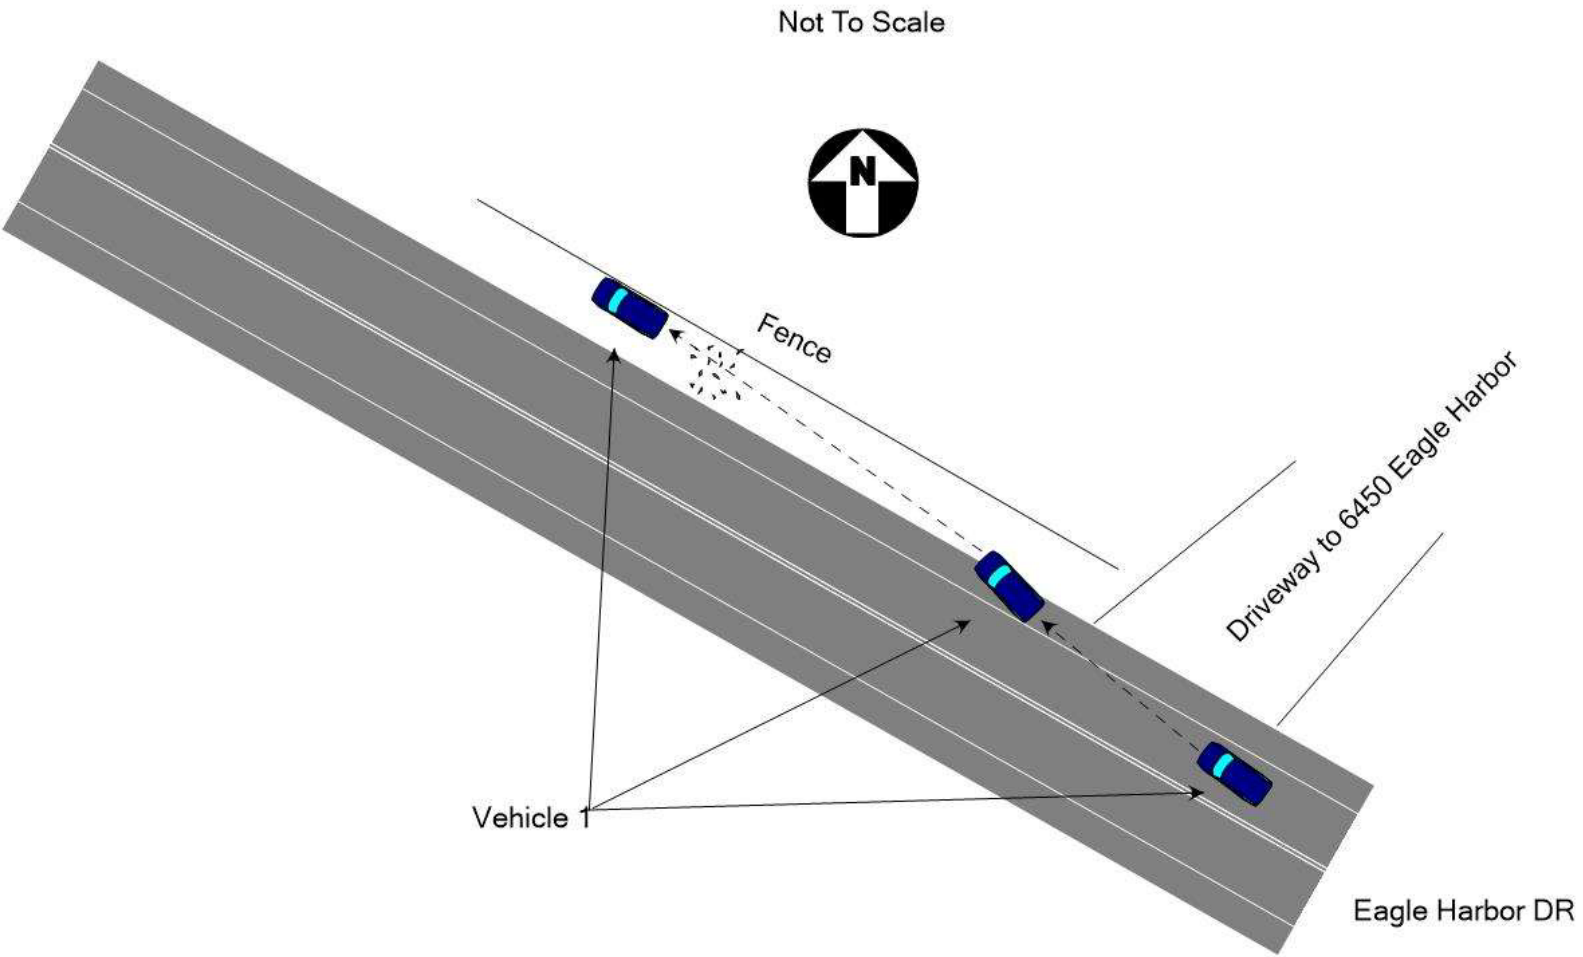 Not To Scale
N
Fence
Driveway to 6450 Eagle Harbor
Vehicle 1
Eagle Harbor DR